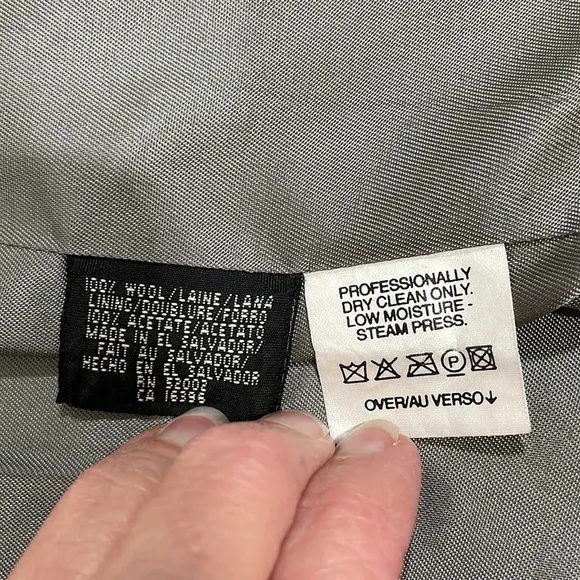 100% WOOL/LAINE/LANA
LINING/DOUBLURE/FORRO
100% ACETATE/ACETATO
MADE IN EL SALVADOR/
FAIT AU SALVADOR/
HECHO EN EL SALVADOR
RN 52002
CA 16396
PROFESSIONALLY
DRY CLEAN ONLY.
LOW MOISTURE -
STEAM PRESS.
P
OVER/AU VERSO↓